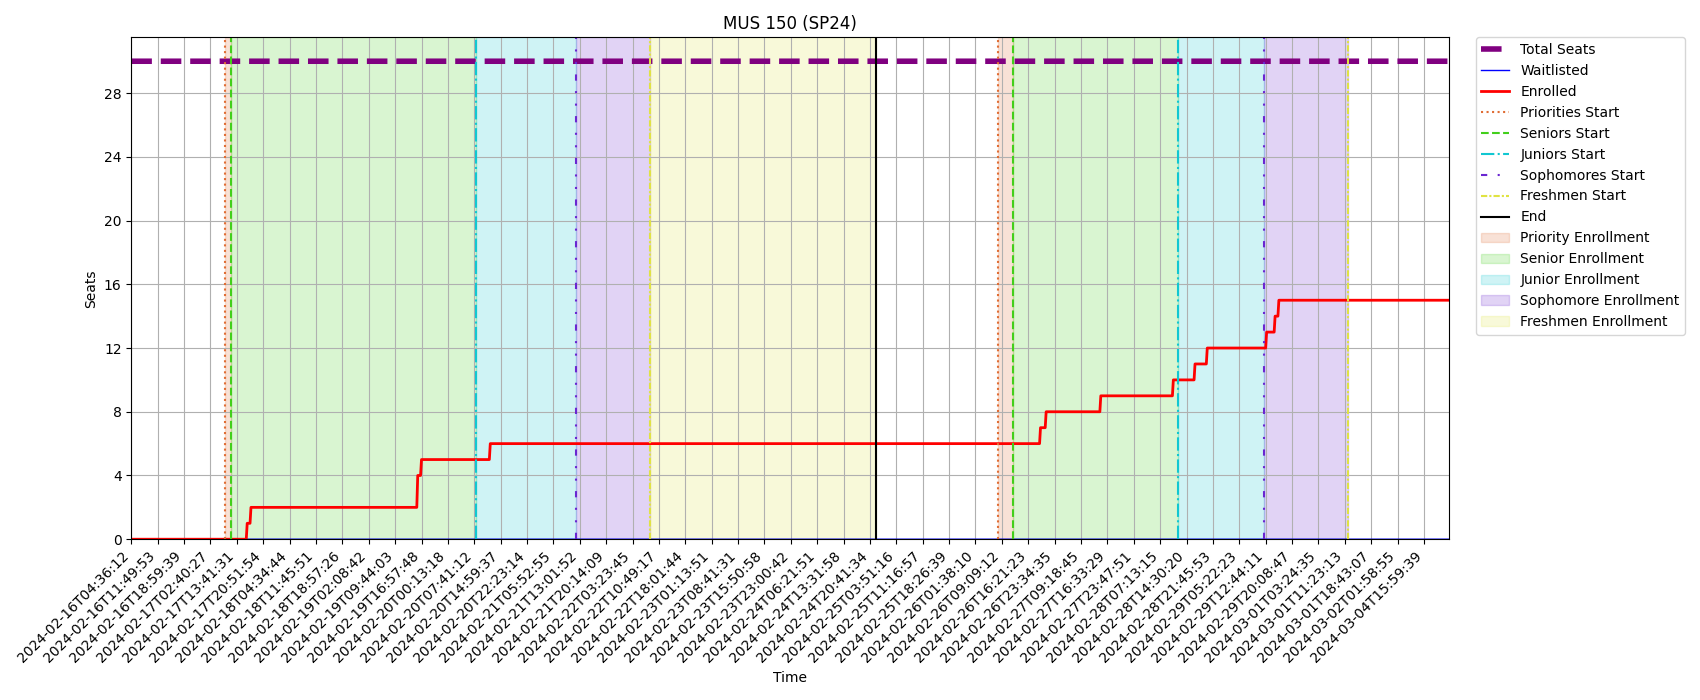 MUS 150 (SP24)
Total Seats
Waitlisted
Enrolled
Priorities Start
Seniors Start
Juniors Start
Sophomores Start
Freshmen Start
End
Priority Enrollment
Senior Enrollment
Junior Enrollment
Sophomore Enrollment
Freshmen Enrollment
Seats
28
24
20
16
12
8
4
0
2024-02-16T04:36:12
2024-02-16T11:49:53
2024-02-16T18:59:39
2024-02-17T02:40:27
2024-02-17T13:41:31
2024-02-17T20:51:54
2024-02-18T04:34:44
2024-02-18T11:45:51
2024-02-18T18:57:26
2024-02-19T02:08:42
2024-02-19T09:44:03
2024-02-19T16:57:48
2024-02-20T00:13:18
2024-02-20T07:41:12
2024-02-20T14:59:37
2024-02-20T22:23:14
2024-02-21T05:52:55
2024-02-21T13:01:52
2024-02-21T20:14:09
2024-02-22T03:23:45
2024-02-22T10:49:17
2024-02-22T18:01:44
2024-02-23T01:13:51
2024-02-23T08:41:31
2024-02-23T15:50:58
2024-02-23T23:00:42
2024-02-24T06:21:51
2024-02-24T13:31:58
2024-02-24T20:41:34
2024-02-25T03:51:16
2024-02-25T11:16:57
2024-02-25T18:26:39
2024-02-26T01:38:10
2024-02-26T09:09:12
2024-02-26T16:21:23
2024-02-26T23:34:35
2024-02-27T09:18:45
2024-02-27T16:33:29
2024-02-27T23:47:51
2024-02-28T07:13:15
2024-02-28T14:30:20
2024-02-28T21:45:53
2024-02-29T05:22:23
2024-02-29T12:44:11
2024-02-29T20:08:47
2024-03-01T03:24:35
2024-03-01T11:23:13
2024-03-01T18:43:07
2024-03-02T01:58:55
2024-03-04T15:59:39
Time